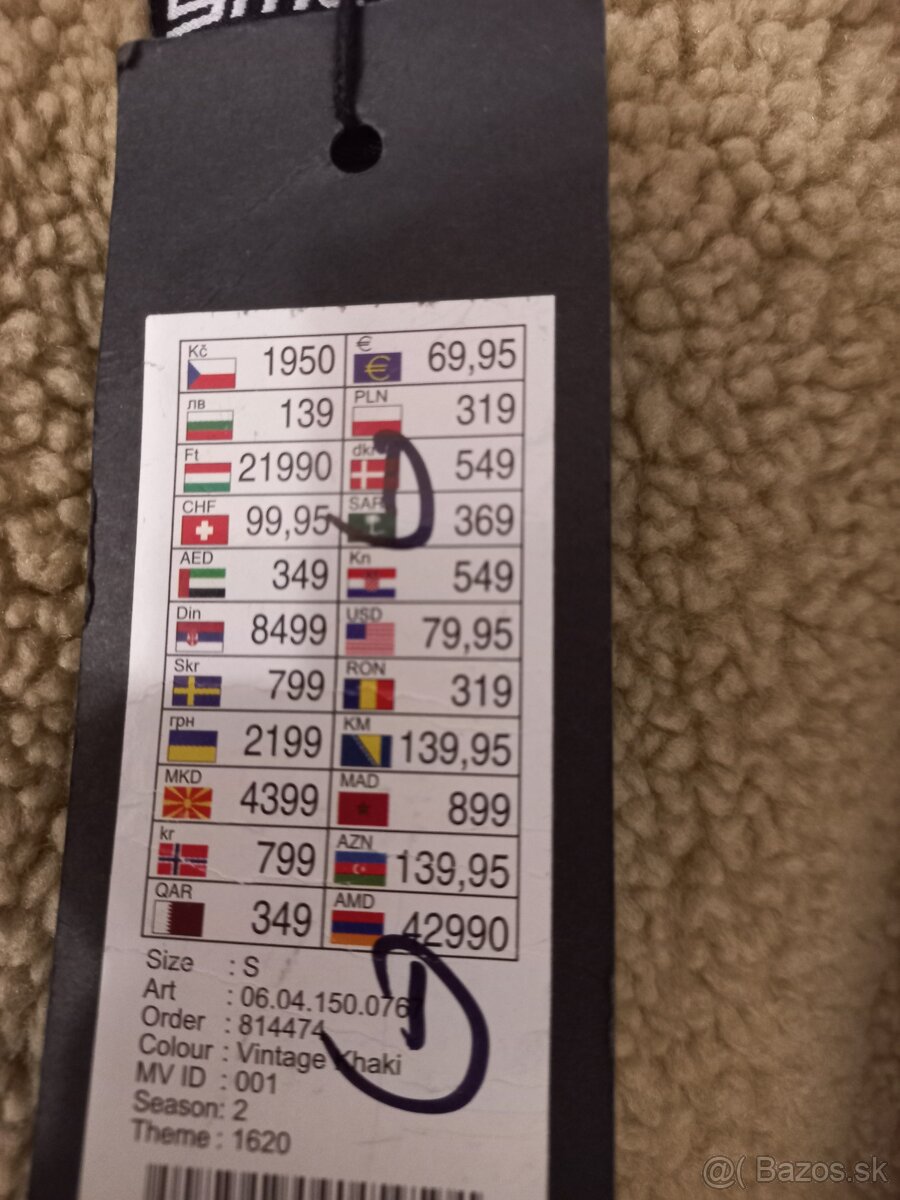 Kč 1950 € 69,95
лв 139 PLN 319
Ft 21990 dkr 549
CHF 99,95 SAR 369
AED 349 Kn 549
Din 8499 USD 79,95
Skr 799 RON 319
грн 2199 KM 139,95
MKD 4399 MAD 899
kr 799 AZN 139,95
QAR 349 AMD 42990
Size : S
Art : 06.04.150.0767
Order : 814474
Colour : Vintage Khaki
MV ID : 001
Season: 2
Theme : 1620
@( Bazos.sk